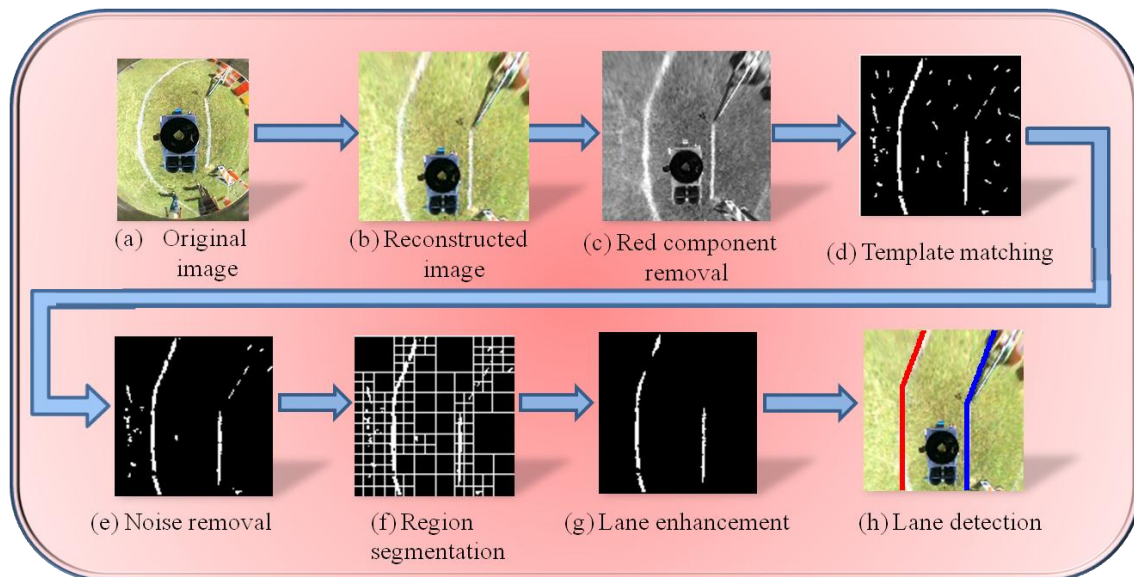 (a) Original
image
(b) Reconstructed
image
(c) Red component
removal
(d) Template matching
(e) Noise removal
(f) Region
segmentation
(g) Lane enhancement
(h) Lane detection